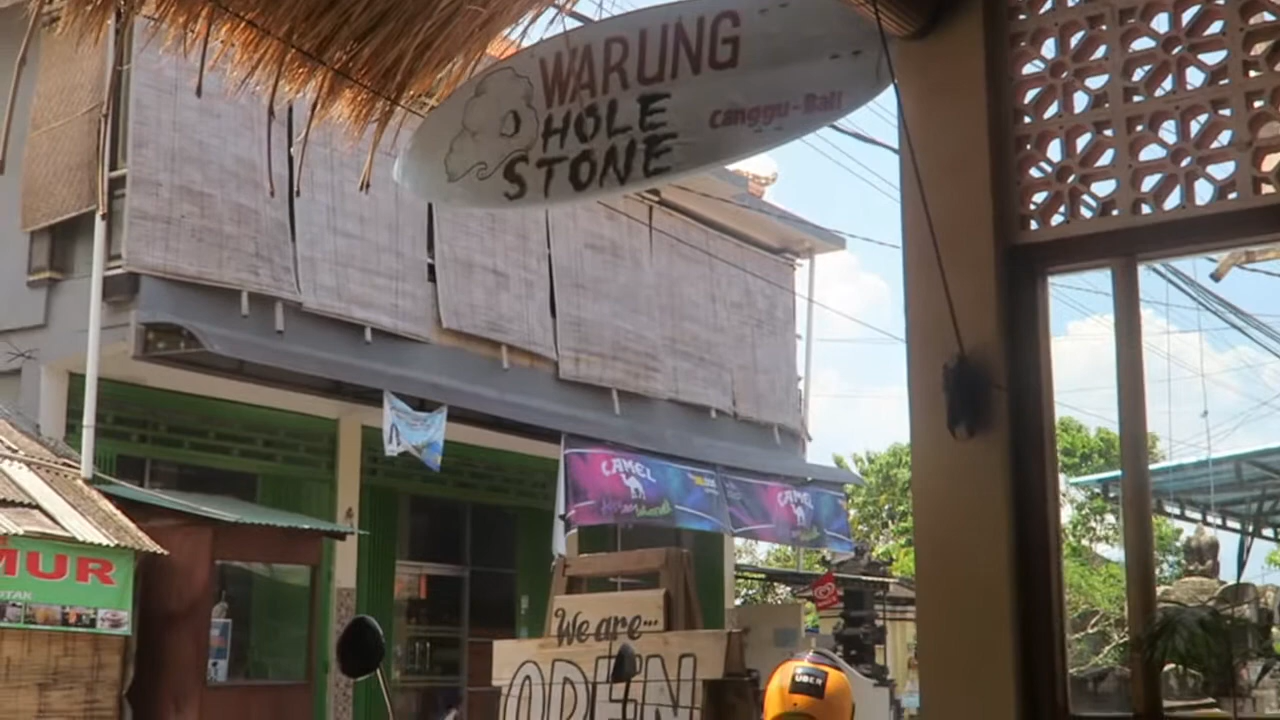 WARUNG
HOLE
STONE
Canggu-Bali
CAMEL
CAMEL
MUR
We are...
OPEN
UBER